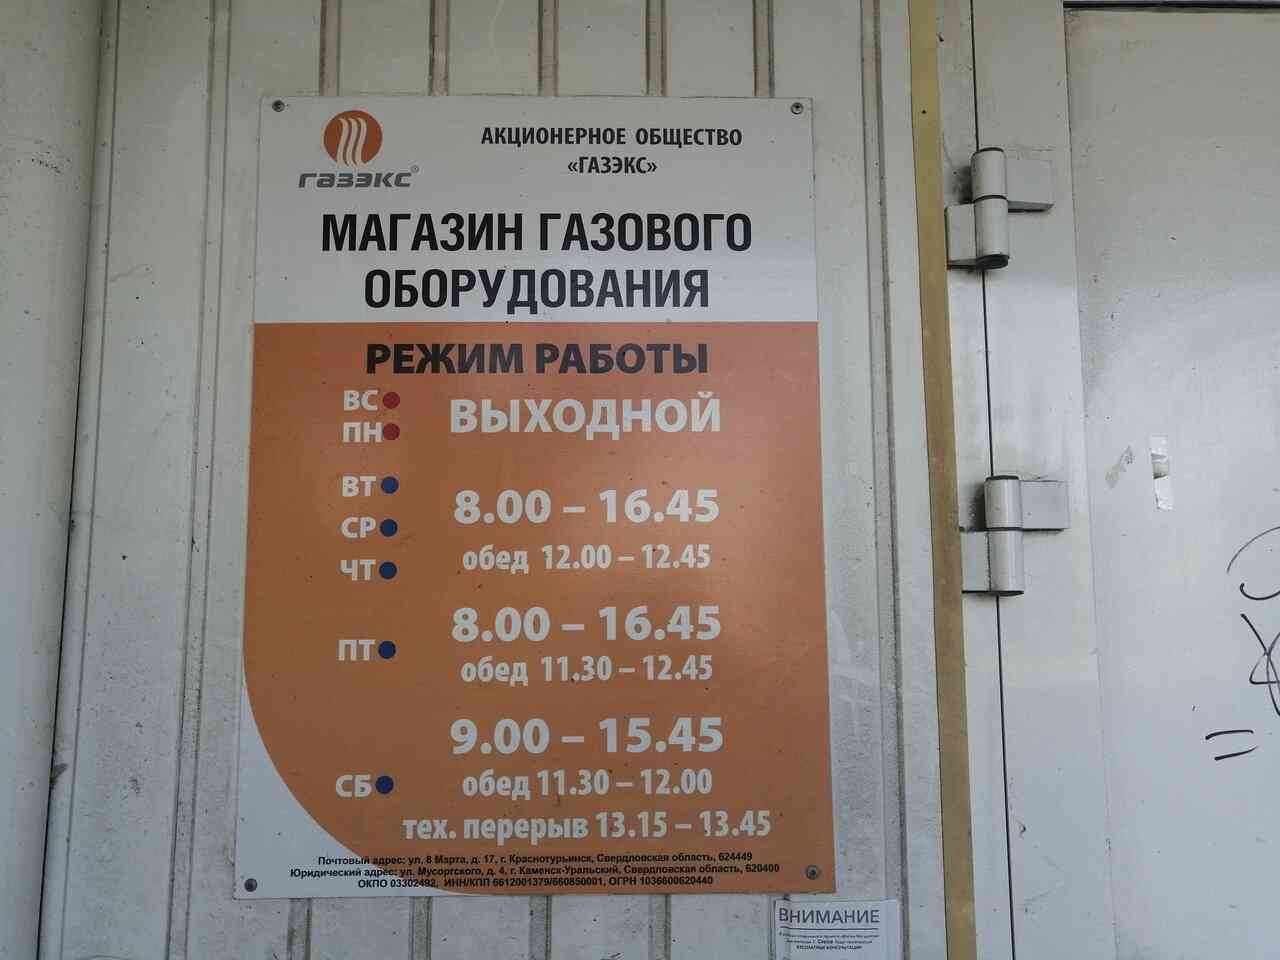 ГАЗЭКС®
АКЦИОНЕРНОЕ ОБЩЕСТВО
«ГАЗЭКС»
МАГАЗИН ГАЗОВОГО
ОБОРУДОВАНИЯ
РЕЖИМ РАБОТЫ
ВС
ПН
ВЫХОДНОЙ
ВТ
СР
ЧТ
8.00 – 16.45
обед 12.00 – 12.45
ПТ
8.00 – 16.45
обед 11.30 – 12.45
СБ
9.00 – 15.45
обед 11.30 – 12.00
тех. перерыв 13.15 – 13.45
Почтовый адрес: ул. 8 Марта, д. 17, г. Краснотурьинск, Свердловская область, 624449
Юридический адрес: ул. Мусоргского, д. 4, г. Каменск-Уральский, Свердловская область, 620400
ОКПО 03302492, ИНН/КПП 6612001379/660850001, ОГРН 1036600620440
ВНИМАНИЕ
БЕСПЛАТНЫЕ КОНСУЛЬТАЦИИ